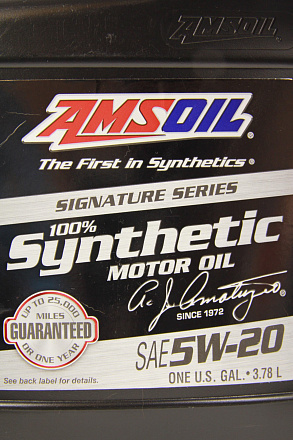 AMSOIL
AMSOIL®
The First in Synthetics®
SIGNATURE SERIES
100%
Synthetic
MOTOR OIL
A.J. Amatuzio®
SINCE 1972
UP TO 25,000
MILES
GUARANTEED
OR ONE YEAR
SAE 5W-20
See back label for details.
ONE U.S. GAL. • 3.78 L